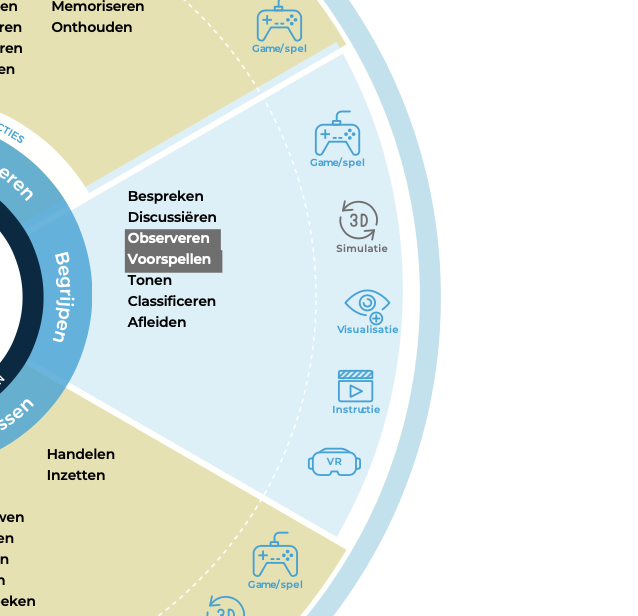 Memoriseren
Onthouden
Game/spel
Game/spel
Bespreken
Discussiëren
Observeren
Voorspellen
Tonen
Classificeren
Afleiden
Begrijpen
3D
Simulatie
Visualisatie
Instructie
VR
Handelen
Inzetten
Game/spel
3D